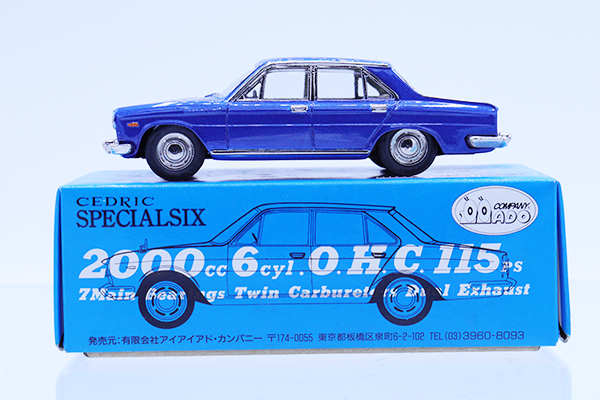 CEDRIC
SPECIALSIX
COMPANY
ADO
2000cc 6cyl. O.H.C. 115ps
7Main Bearings Twin Carburetors Dual Exhaust
発売元:有限会社アイアイアド・カンパニー 〒174-0055 東京都板橋区泉町6-2-102 TEL(03)3960-8093